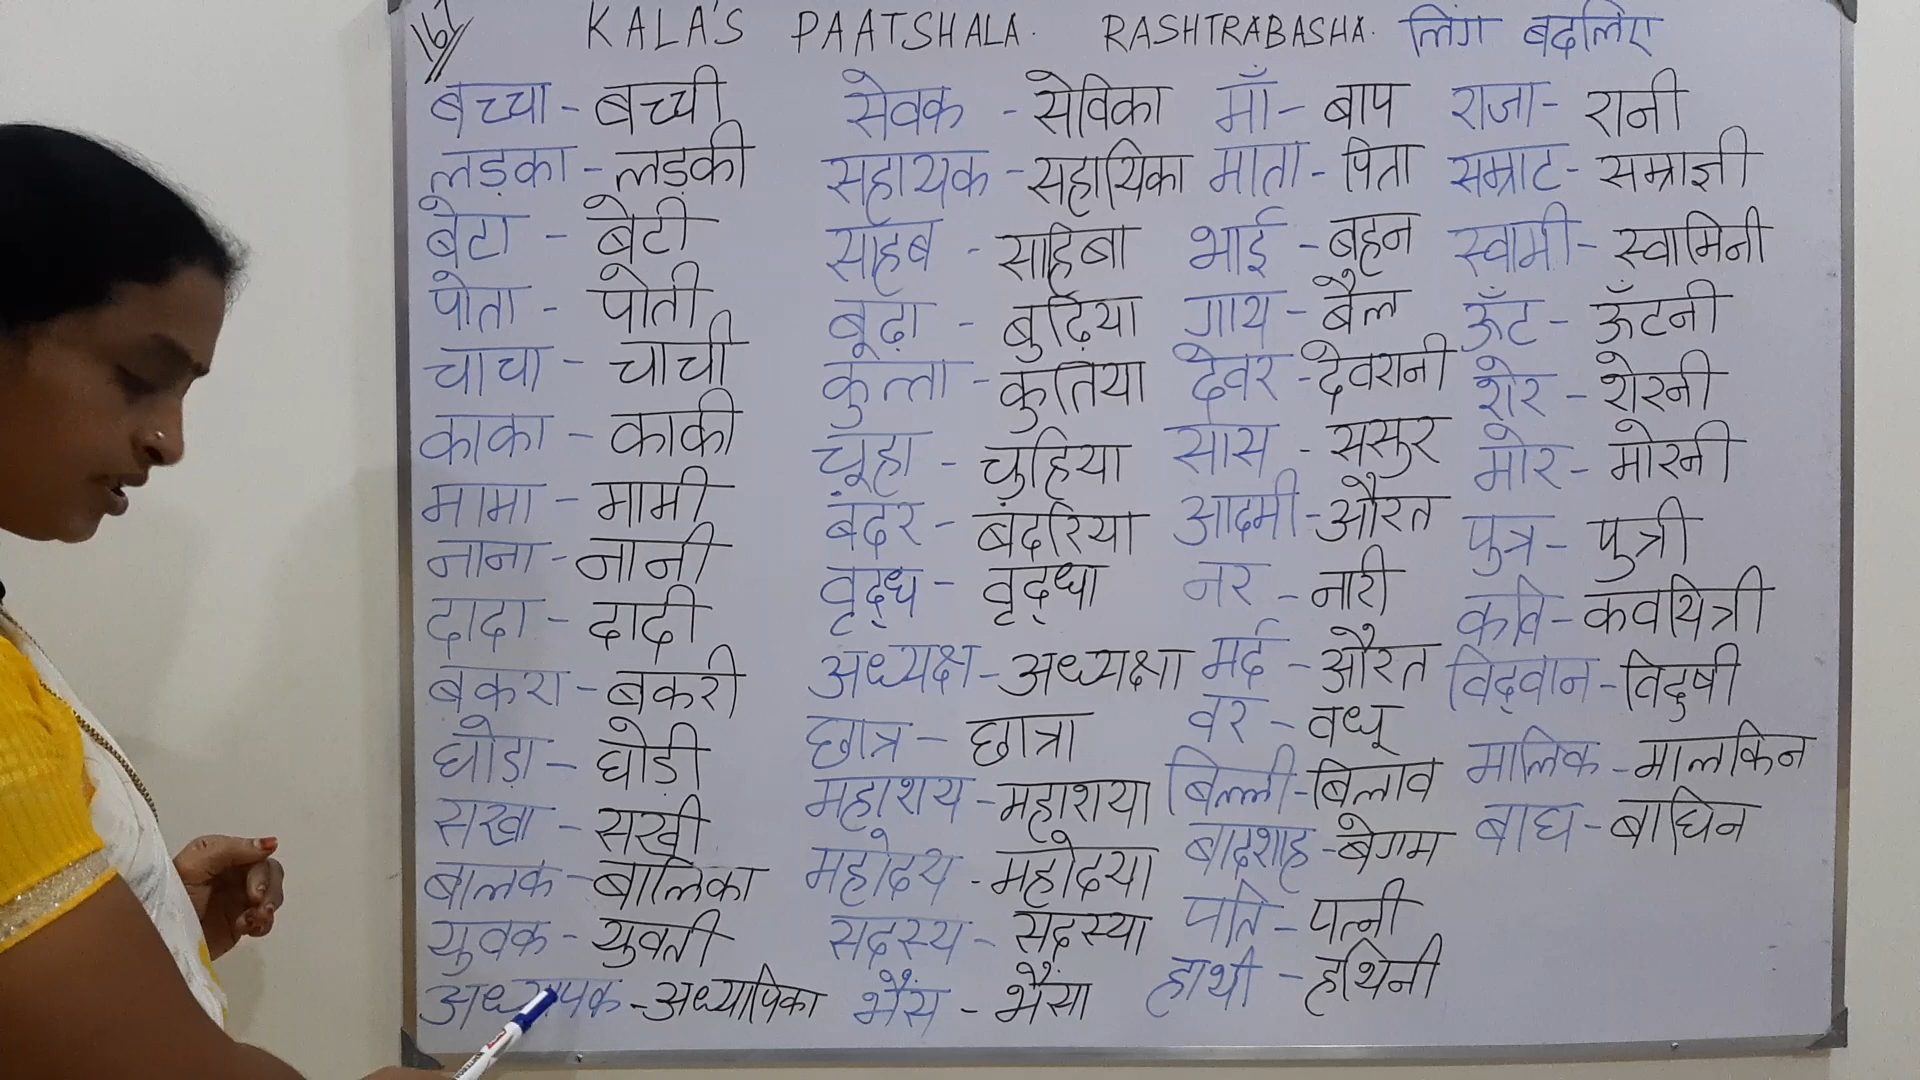 161
KALA'S PAATSHALA. RASHTRABASHA. लिंग बदलिए
बच्चा - बच्ची
लड़का - लड़की
बेटा - बेटी
पोता - पोती
चाचा - चाची
काका - काकी
मामा - मामी
नाना - नानी
दादा - दादी
बकरा - बकरी
घोड़ा - घोड़ी
सखा - सखी
बालक - बालिका
युवक - युवती
अध्यापक - अध्यापिका
सेवक - सेविका
सहायक - सहायिका
साहब - साहिबा
बूढ़ा - बुढ़िया
कुत्ता - कुतिया
चूहा - चुहिया
बंदर - बंदरिया
वृद्ध - वृद्धा
अध्यक्ष - अध्यक्षा
छात्र - छात्रा
महाशय - महाशया
महोदय - महोदया
सदस्य - सदस्या
भैंस - भैंसा
माँ - बाप
माता - पिता
भाई - बहन
गाय - बैल
देवर - देवरानी
सास - ससुर
आदमी - औरत
नर - नारी
मर्द - औरत
वर - वधू
बिल्ली - बिलाव
बादशाह - बेगम
पति - पत्नी
हाथी - हथिनी
राजा - रानी
सम्राट - सम्राज्ञी
स्वामी - स्वामिनी
ऊँट - ऊँटनी
शेर - शेरनी
मोर - मोरनी
पुत्र - पुत्री
कवि - कवयित्री
विद्वान - विदुषी
मालिक - मालकिन
बाघ - बाघिन